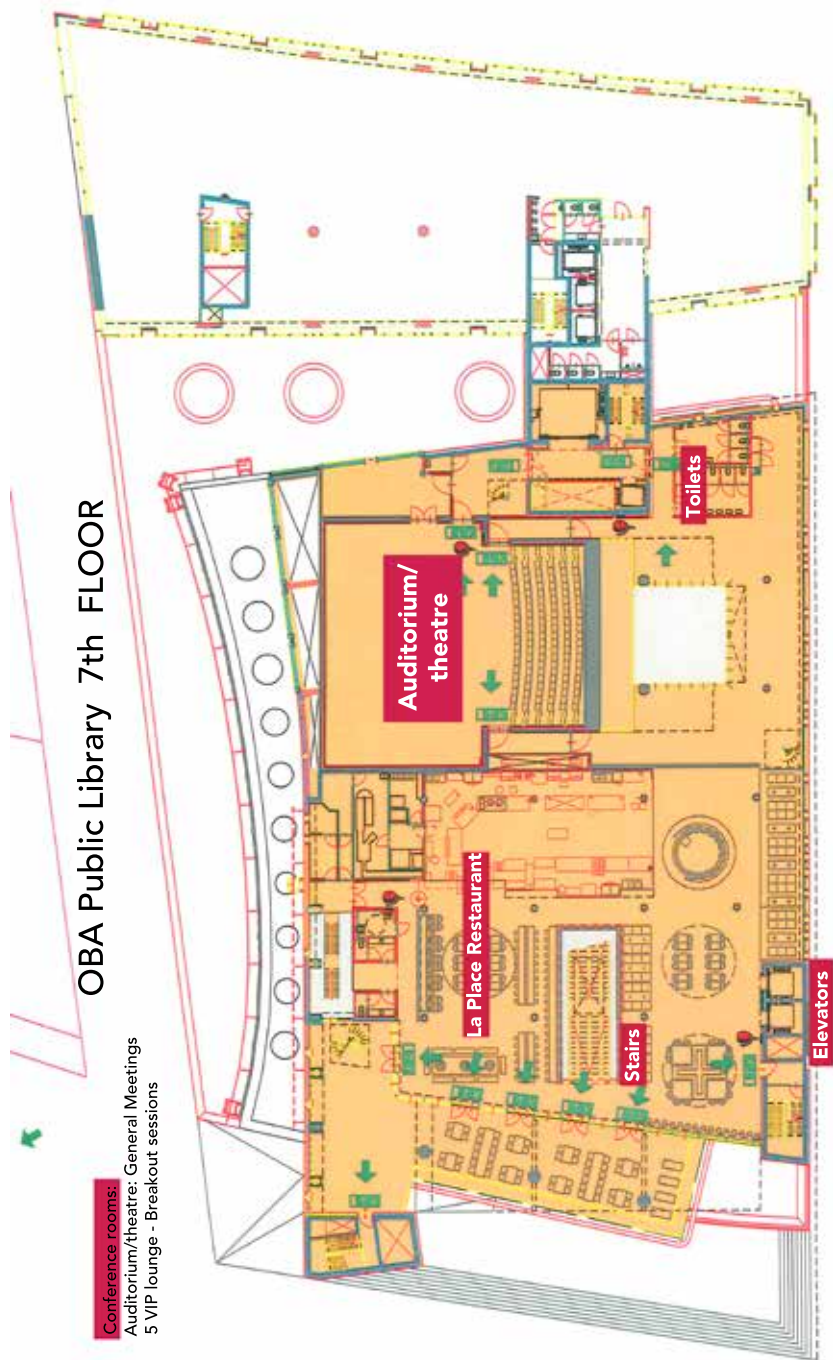 OBA Public Library 7th FLOOR
Conference rooms:
Auditorium/theatre: General Meetings
5 VIP lounge - Breakout sessions
Auditorium/
theatre
Toilets
La Place Restaurant
Stairs
Elevators